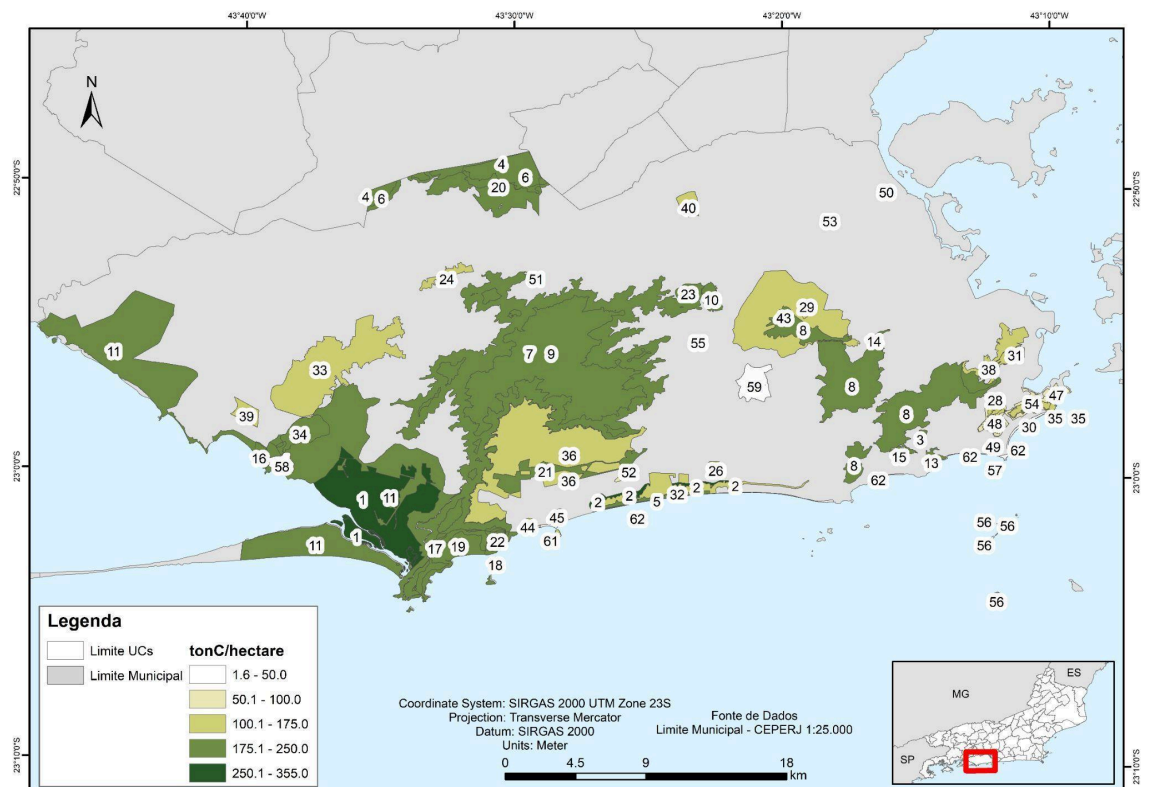 43°40'0"W 43°30'0"W 43°20'0"W 43°10'0"W
N
22°50'0"S
22°50'0"S
4
6
20
4 6
40
50
53
24
51
23
10
29
43
8
14
55
11
7 9
59
33
31
38
8
39
47
28
54
8
35 35
34
48
30
3
49
62
16
58
36
21
36
52
26
8
15
13
62
57
62
23°0'0"S
23°0'0"S
1
11
2
2
5
32
2
2
62
1
11
17
19
22
44
45
61
18
56
56
56
56
Legenda
Limite UCs
Limite Municipal
tonC/hectare
1.6 - 50.0
50.1 - 100.0
100.1 - 175.0
175.1 - 250.0
250.1 - 355.0
Coordinate System: SIRGAS 2000 UTM Zone 23S
Projection: Transverse Mercator
Datum: SIRGAS 2000
Units: Meter
Fonte de Dados
Limite Municipal - CEPERJ 1:25.000
0 4.5 9 18
km
MG
ES
SP
23°10'0"S
23°10'0"S